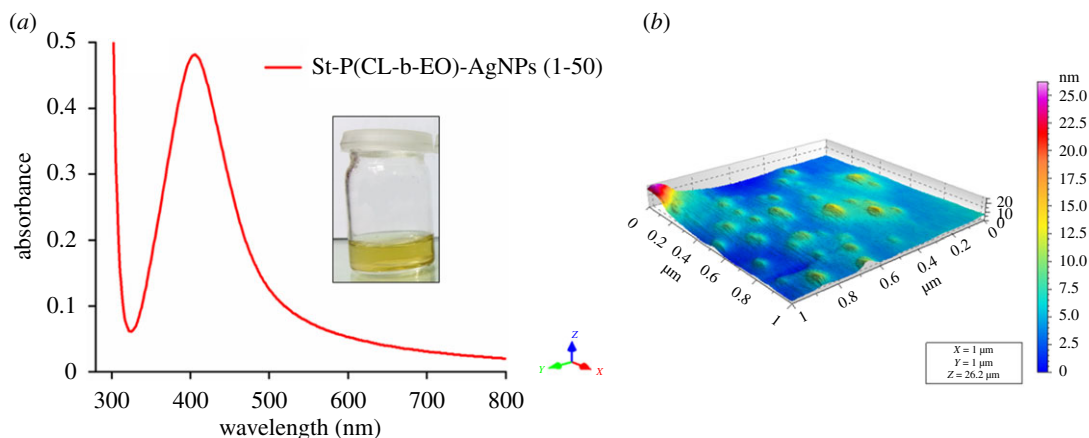 (a)
0.5
0.4
0.3
0.2
0.1
0
absorbance
St-P(CL-b-EO)-AgNPs (1-50)
300 400 500 600 700 800
wavelength (nm)
Z
Y
X
(b)
nm
25.0
22.5
20.0
17.5
15.0
12.5
10.0
7.5
5.0
2.5
0
20
10
0
0
0.2
0.4
0.6
0.8
1
µm
0
0.2
0.4
0.6
0.8
1
µm
X = 1 µm
Y = 1 µm
Z = 26.2 µm